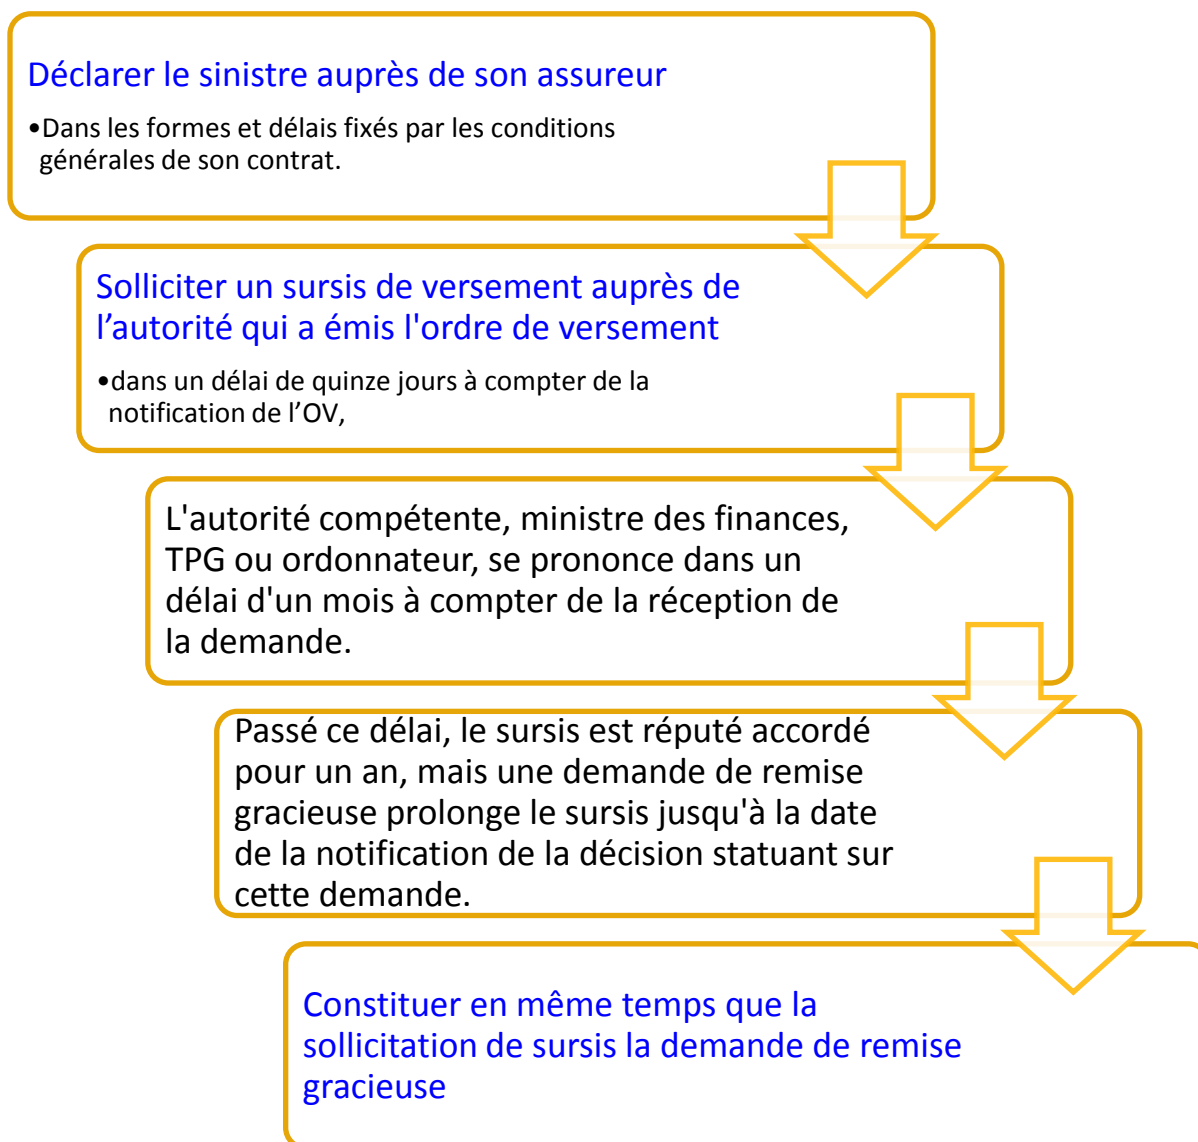 Déclarer le sinistre auprès de son assureur
•Dans les formes et délais fixés par les conditions
générales de son contrat.
Solliciter un sursis de versement auprès de
l’autorité qui a émis l'ordre de versement
•dans un délai de quinze jours à compter de la
notification de l’OV,
L'autorité compétente, ministre des finances,
TPG ou ordonnateur, se prononce dans un
délai d'un mois à compter de la réception de
la demande.
Passé ce délai, le sursis est réputé accordé
pour un an, mais une demande de remise
gracieuse prolonge le sursis jusqu'à la date
de la notification de la décision statuant sur
cette demande.
Constituer en même temps que la
sollicitation de sursis la demande de remise
gracieuse